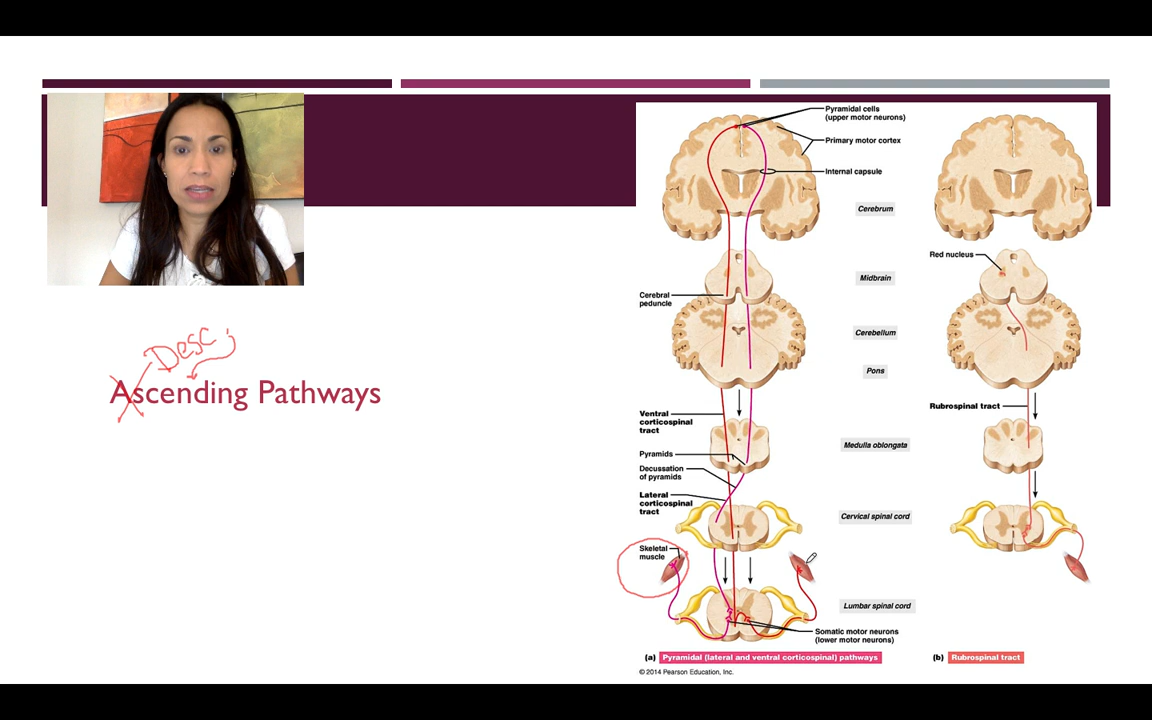 Desc
Ascending Pathways
Pyramidal cells
(upper motor neurons)
Primary motor cortex
Internal capsule
Cerebrum
Red nucleus
Midbrain
Cerebral
peduncle
Cerebellum
Pons
Ventral
corticospinal
tract
Rubrospinal tract
Medulla oblongata
Pyramids
Decussation
of pyramids
Lateral
corticospinal
tract
Cervical spinal cord
Skeletal
muscle
Lumbar spinal cord
Somatic motor neurons
(lower motor neurons)
(a) Pyramidal (lateral and ventral corticospinal) pathways
(b) Rubrospinal tract
© 2014 Pearson Education, Inc.